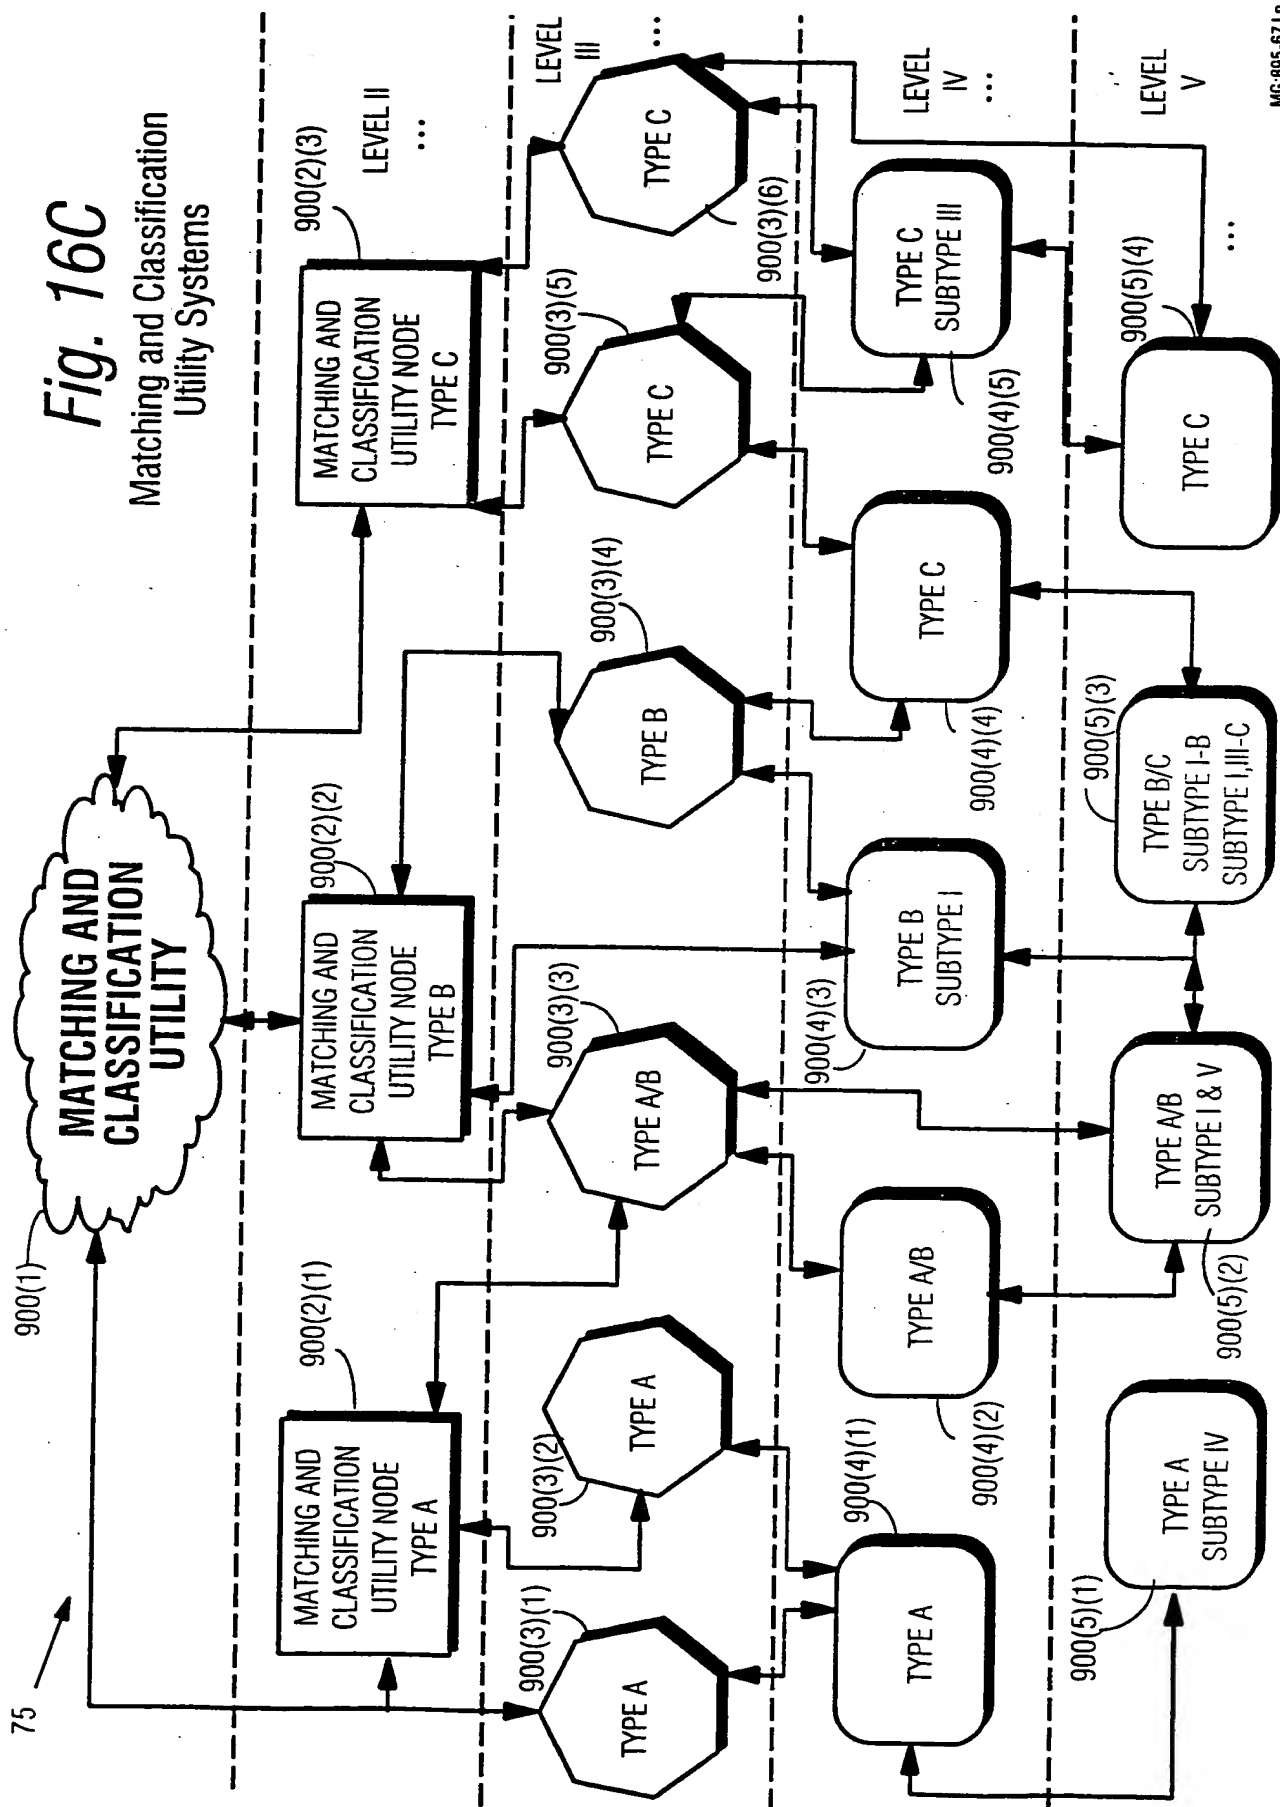 Fig. 16C
Matching and Classification
Utility Systems
75
900(1)
MATCHING AND
CLASSIFICATION
UTILITY
LEVEL II
...
900(2)(1)
MATCHING AND
CLASSIFICATION
UTILITY NODE
TYPE A
900(2)(2)
MATCHING AND
CLASSIFICATION
UTILITY NODE
TYPE B
900(2)(3)
MATCHING AND
CLASSIFICATION
UTILITY NODE
TYPE C
LEVEL
III
...
900(3)(1)
TYPE A
900(3)(2)
TYPE A
900(3)(3)
TYPE A/B
900(3)(4)
TYPE B
900(3)(5)
TYPE C
900(3)(6)
TYPE C
LEVEL
IV
...
900(4)(1)
TYPE A
900(4)(2)
TYPE A/B
900(4)(3)
TYPE B
SUBTYPE I
900(4)(4)
TYPE C
900(4)(5)
TYPE C
SUBTYPE III
LEVEL
V
900(5)(1)
TYPE A
SUBTYPE IV
900(5)(2)
TYPE A/B
SUBTYPE I & V
900(5)(3)
TYPE B/C
SUBTYPE I-B
SUBTYPE I,III-C
900(5)(4)
TYPE C
...